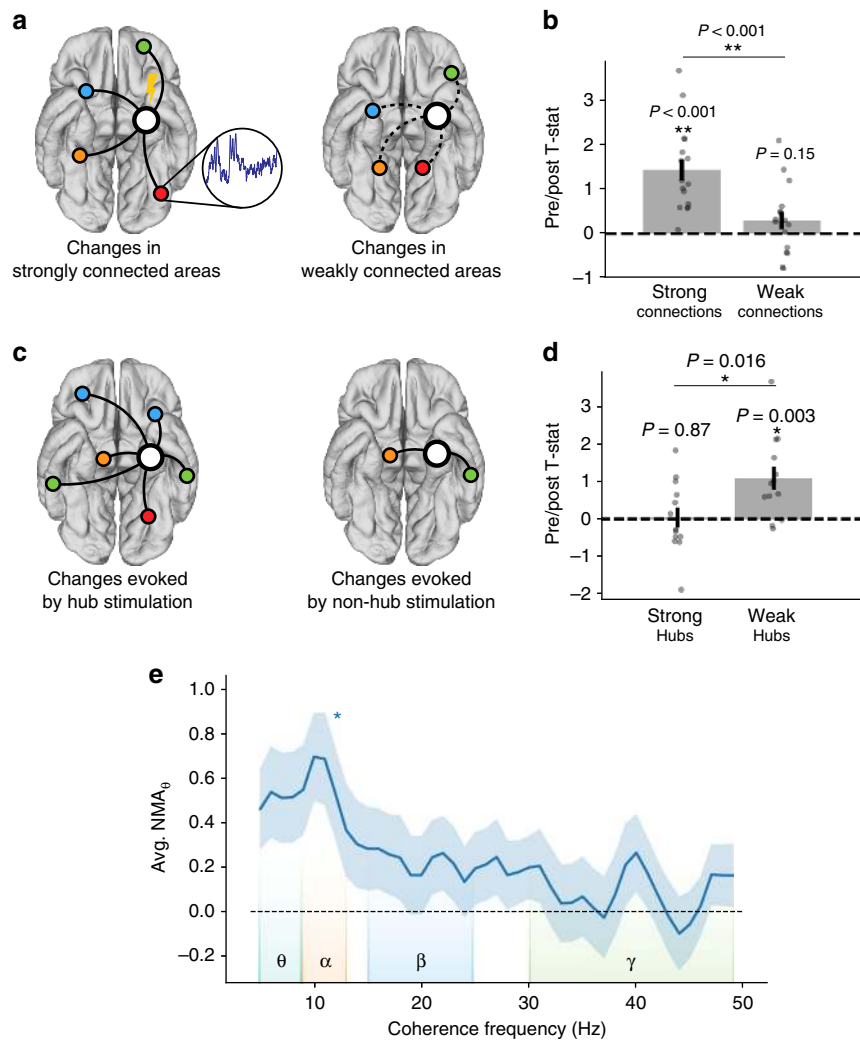 a
Changes in
strongly connected areas
Changes in
weakly connected areas
b
P < 0.001
**
P < 0.001
**
P = 0.15
Pre/post T-stat
3
2
1
0
–1
Strong
connections
Weak
connections
c
Changes evoked
by hub stimulation
Changes evoked
by non-hub stimulation
d
P = 0.016
*
P = 0.87
P = 0.003
*
Pre/post T-stat
3
2
1
0
–1
–2
Strong
Hubs
Weak
Hubs
e
*
Avg. NMAθ
1.0
0.8
0.6
0.4
0.2
0.0
–0.2
θ
α
β
γ
10
20
30
40
50
Coherence frequency (Hz)